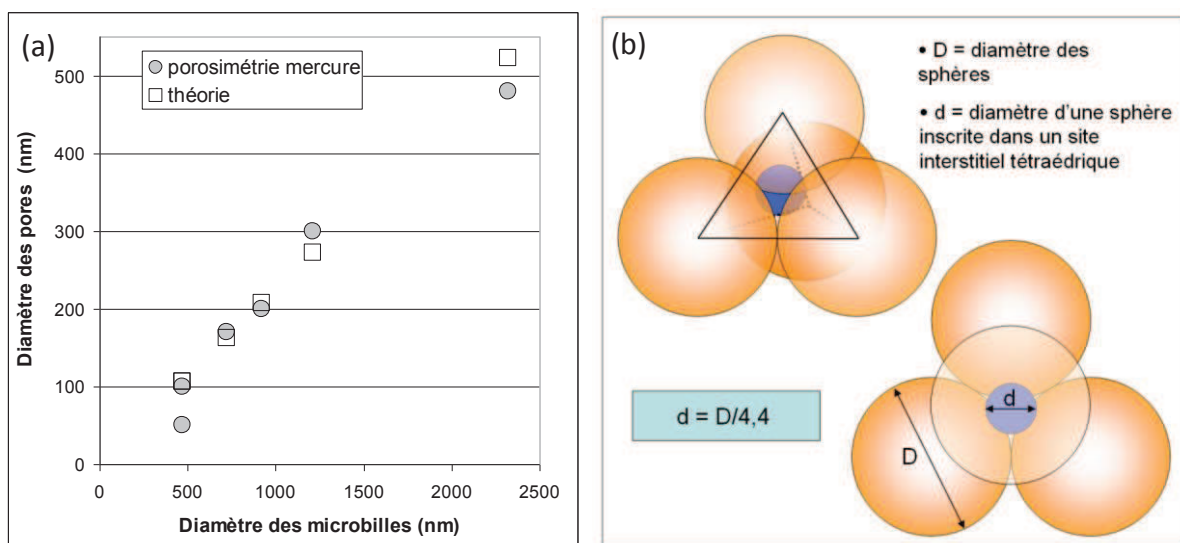 (a)
porosimétrie mercure
théorie
Diamètre des pores (nm)
500
400
300
200
100
0
0 500 1000 1500 2000 2500
Diamètre des microbilles (nm)
(b)
• D = diamètre des
sphères
• d = diamètre d'une sphère
inscrite dans un site
interstitiel tétraédrique
d = D/4,4
d
D